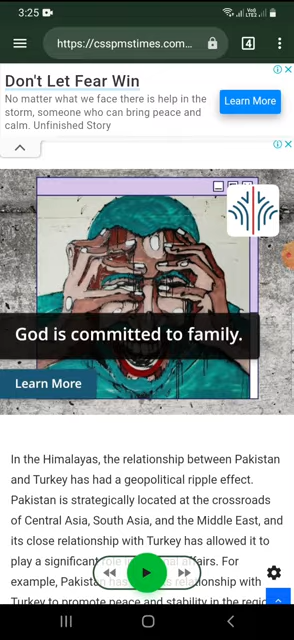 3:25
https://csspmstimes.com...
4
Don't Let Fear Win
No matter what we face there is help in the
storm, someone who can bring peace and
calm. Unfinished Story
Learn More
God is committed to family.
Learn More
In the Himalayas, the relationship between Pakistan
and Turkey has had a geopolitical ripple effect.
Pakistan is strategically located at the crossroads
of Central Asia, South Asia, and the Middle East, and
its close relationship with Turkey has allowed it to
play a significant role in affairs. For
example, Pakistan relationship with
Turkey to promote peace and stability in the